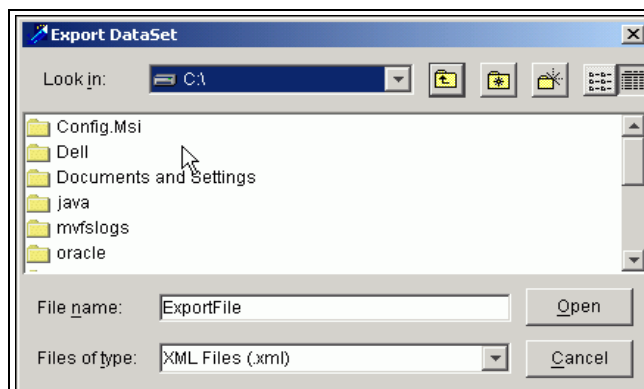 Export DataSet
Look in: C:\
Config.Msi
Dell
Documents and Settings
java
mvfslogs
oracle
File name: ExportFile Open
Files of type: XML Files (.xml) Cancel